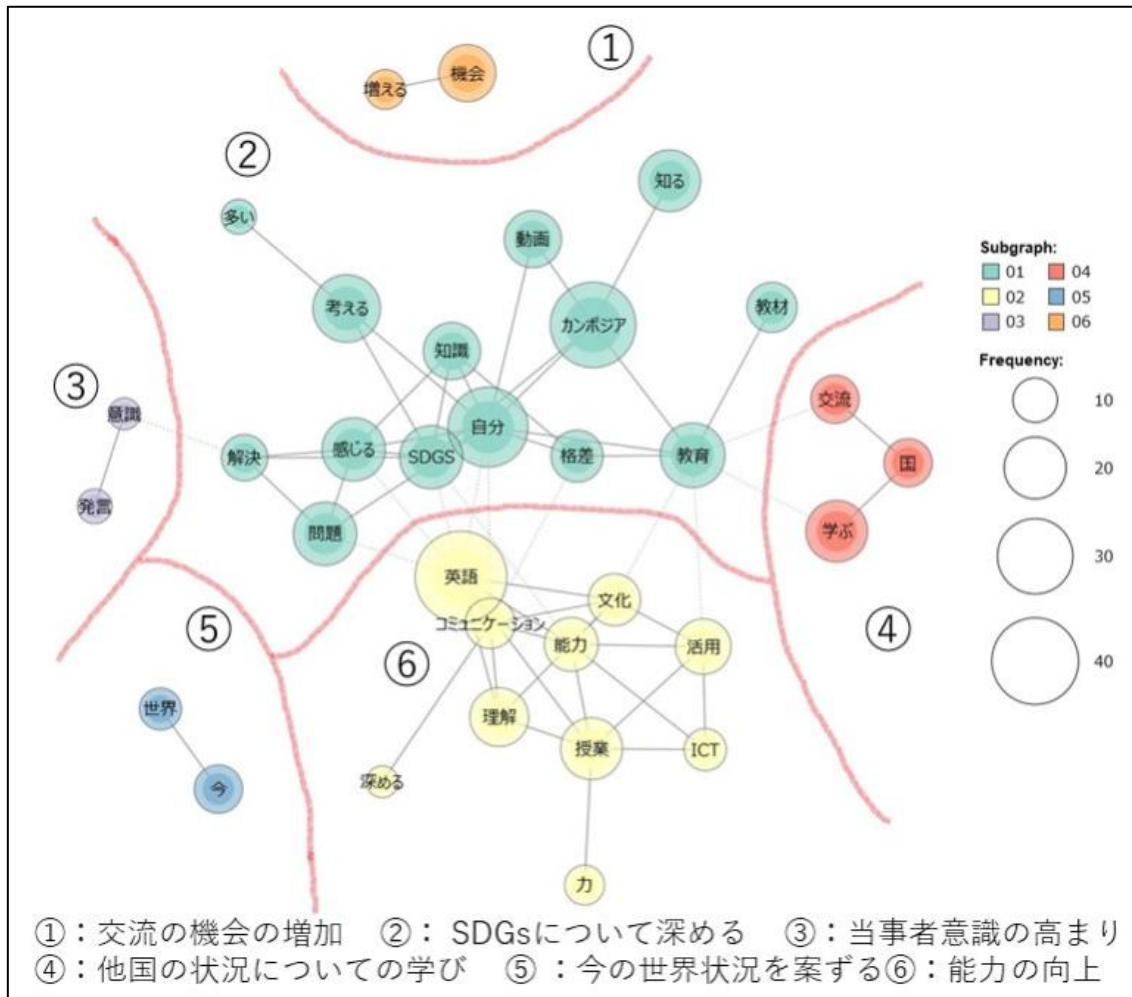 ①
機会
増える
②
知る
多い
動画
考える
カンボジア
教材
知識
③
意識
交流
自分
解決
感じる
SDGS
格差
教育
国
発言
問題
学ぶ
英語
文化
コミュニケーション
⑤
⑥
能力
活用
④
世界
理解
授業
ICT
今
深める
力
Subgraph:
01 04
02 05
03 06
Frequency:
10
20
30
40
①：交流の機会の増加 ②： SDGsについて深める ③：当事者意識の高まり
④：他国の状況についての学び ⑤ ：今の世界状況を案ずる⑥：能力の向上